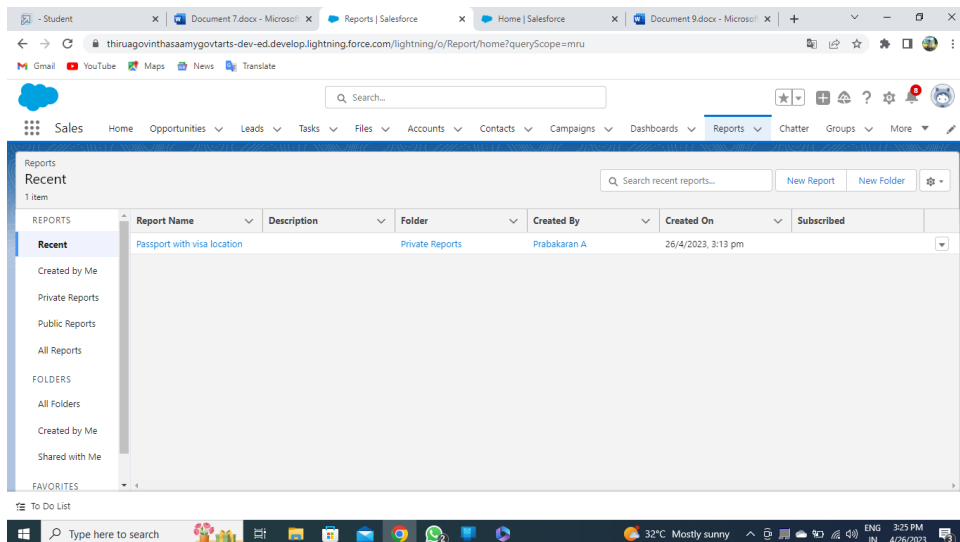 - Student
Document 7.docx - Microsof
Reports | Salesforce
Home | Salesforce
Document 9.docx - Microsof
thiruagovinthasaamygovtarts-dev-ed.develop.lightning.force.com/lightning/o/Report/home?queryScope=mru
Gmail YouTube Maps News Translate
Search...
8
Sales Home Opportunities Leads Tasks Files Accounts Contacts Campaigns Dashboards Reports Chatter Groups More
Reports
Recent
1 item
Search recent reports...
New Report New Folder
REPORTS
Recent
Created by Me
Private Reports
Public Reports
All Reports
FOLDERS
All Folders
Created by Me
Shared with Me
FAVORITES
Report Name Description Folder Created By Created On Subscribed
Passport with visa location Private Reports Prabakaran A 26/4/2023, 3:13 pm
To Do List
Type here to search
2
32°C Mostly sunny
ENG
IN
3:25 PM
4/26/2023
3